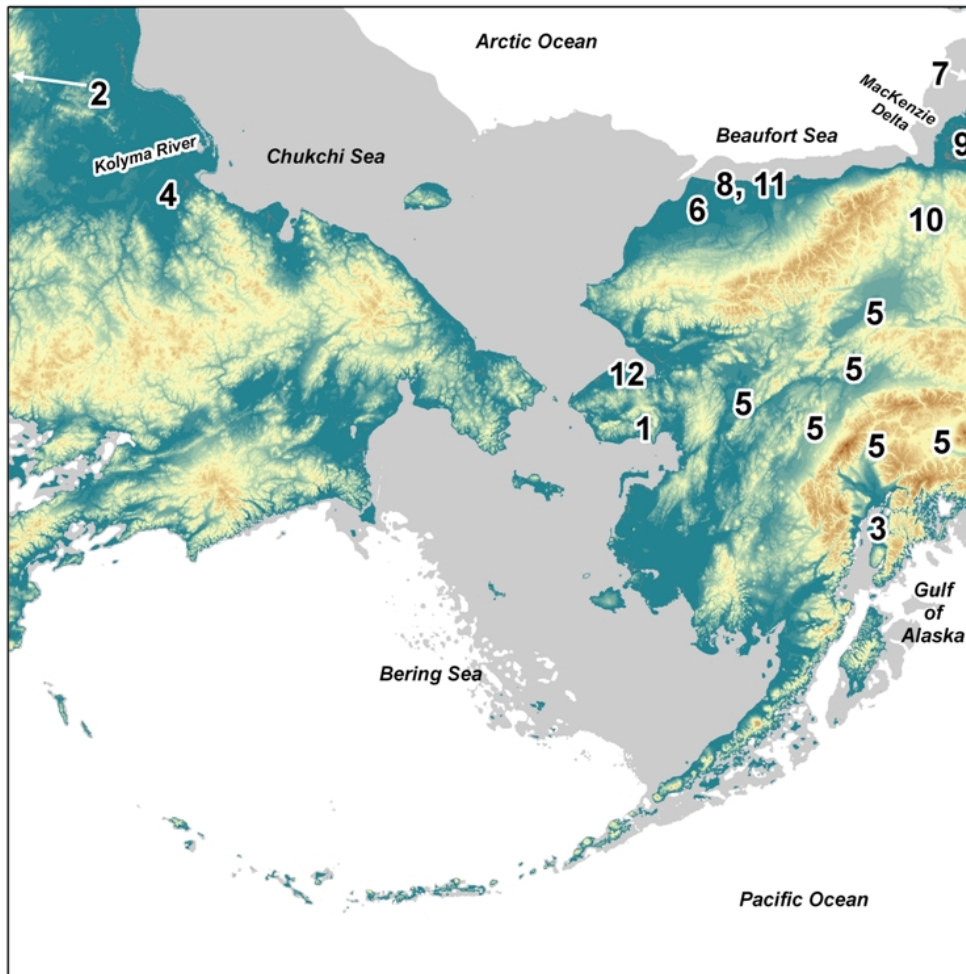 Arctic Ocean
7
MacKenzie
Delta
2
Beaufort Sea
Kolyma River
Chukchi Sea
9
8, 11
4
6
10
5
5
12
5
1
5
5
5
3
Gulf
of
Alaska
Bering Sea
Pacific Ocean